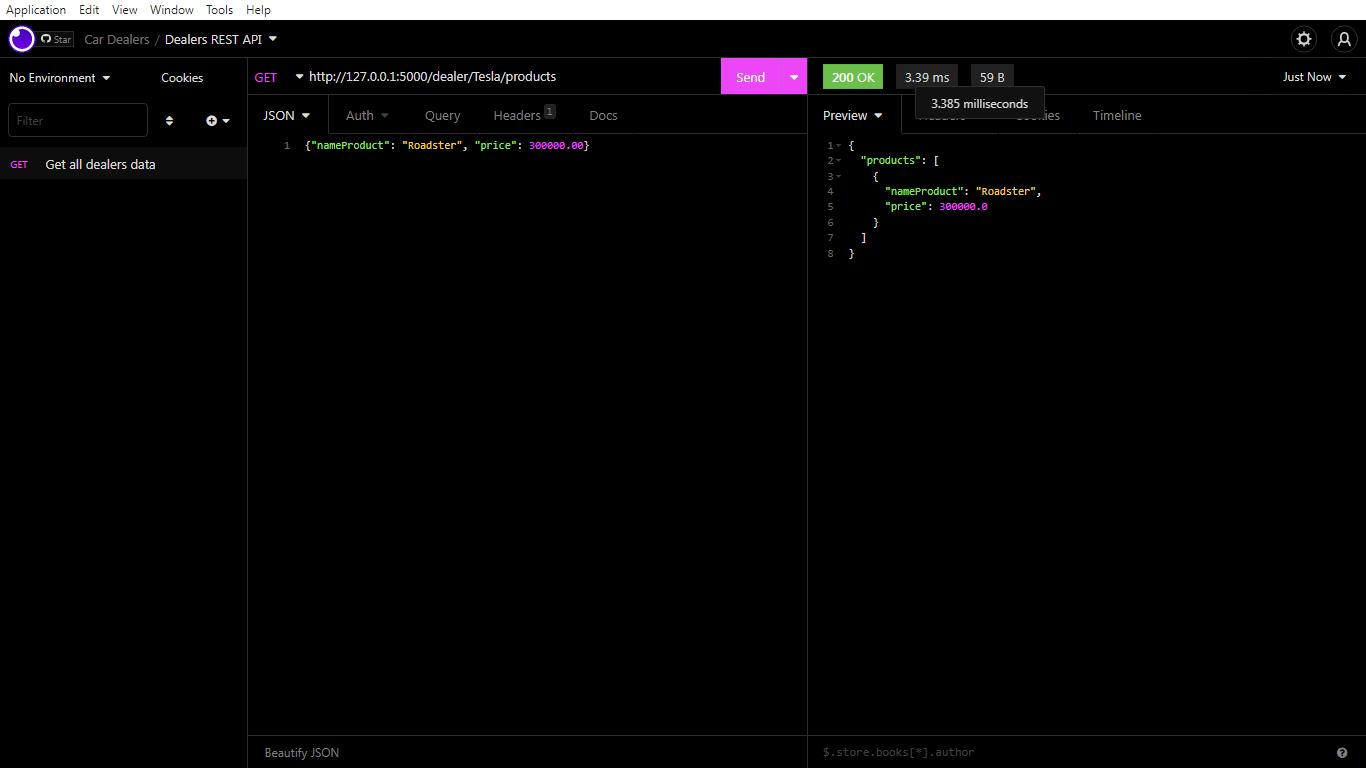 Application Edit View Window Tools Help
Star Car Dealers / Dealers REST API
No Environment Cookies
GET http://127.0.0.1:5000/dealer/Tesla/products Send
200 OK 3.39 ms 59 B Just Now
3.385 milliseconds
Filter
JSON Auth Query Headers 1 Docs
Preview Timeline
GET Get all dealers data
1 {"nameProduct": "Roadster", "price": 300000.00}
1 {
2 "products": [
3 {
4 "nameProduct": "Roadster",
5 "price": 300000.0
6 }
7 ]
8 }
Beautify JSON
$.store.books[*].author